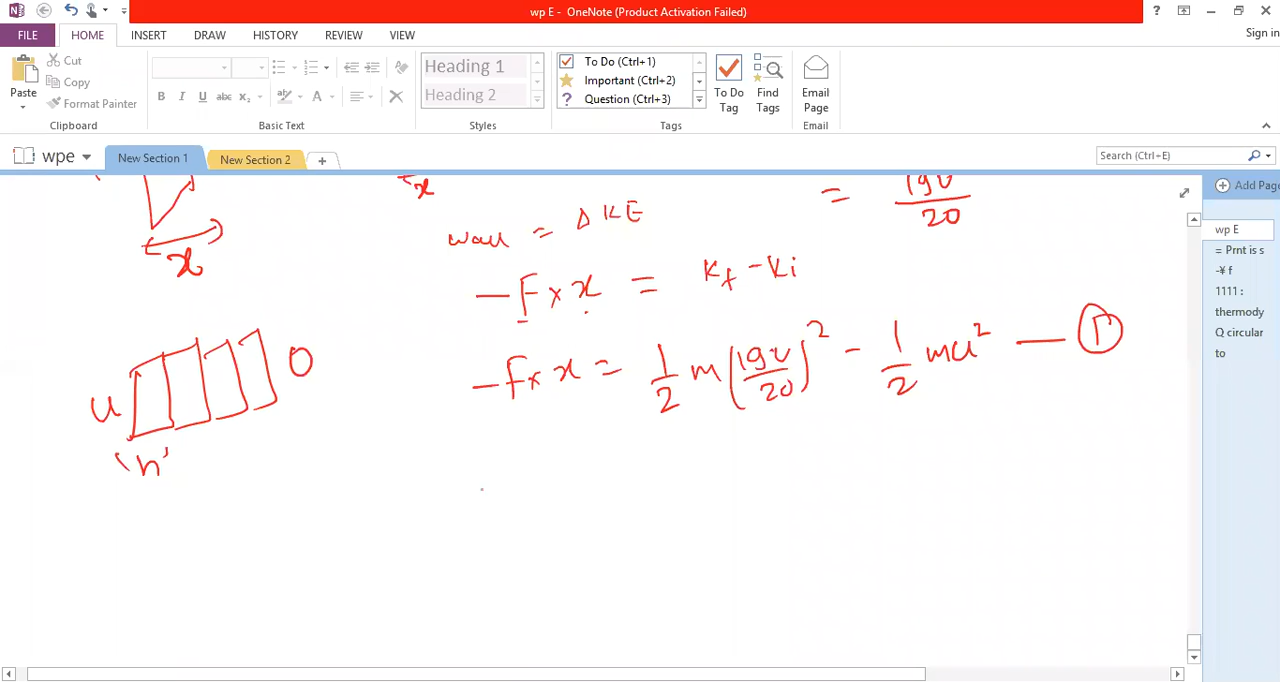 wp E - OneNote (Product Activation Failed)
?
Sign in
FILE HOME INSERT DRAW HISTORY REVIEW VIEW
Paste
Cut
Copy
Format Painter
Clipboard
B I U abc X₂ A
Basic Text
Heading 1
Heading 2
Styles
To Do (Ctrl+1)
Important (Ctrl+2)
? Question (Ctrl+3)
Tags
To Do Tag
Find Tags
Email Page
Email
wpe
New Section 1
New Section 2
+
Search (Ctrl+E)
Add Page
wp E
= Prnt is s
-¥ f
1111 :
thermody
Q circular
to
x
x
= 19u/20
wall = Δ KE
- F × x = Kf - Ki
- f × x = 1/2 m (19u/20)² - 1/2 mu² — ①
u 0
'n'